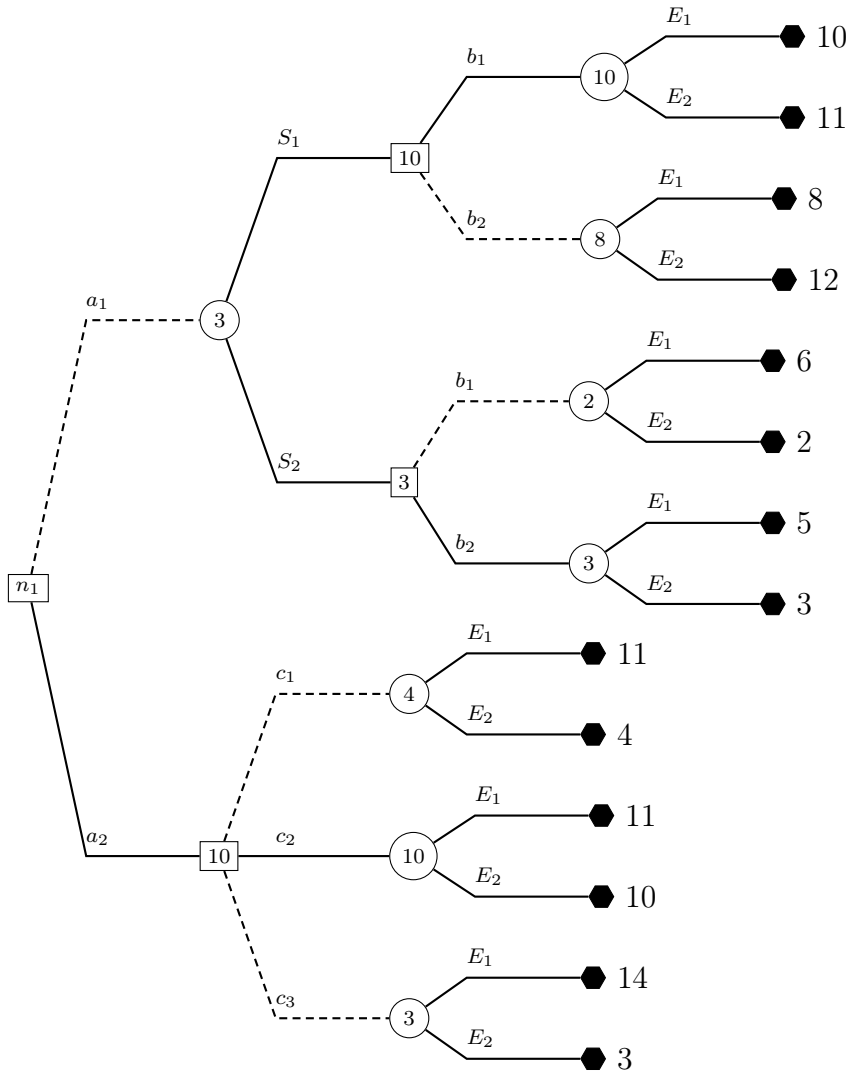 E1 10
b1 10
E2 11
S1 10
E1 8
b2 8
E2 12
a1 3
E1 6
b1 2
E2 2
S2 3
E1 5
b2 3
E2 3
n1
E1 11
c1 4
E2 4
E1 11
a2 10 c2 10
E2 10
E1 14
c3 3
E2 3